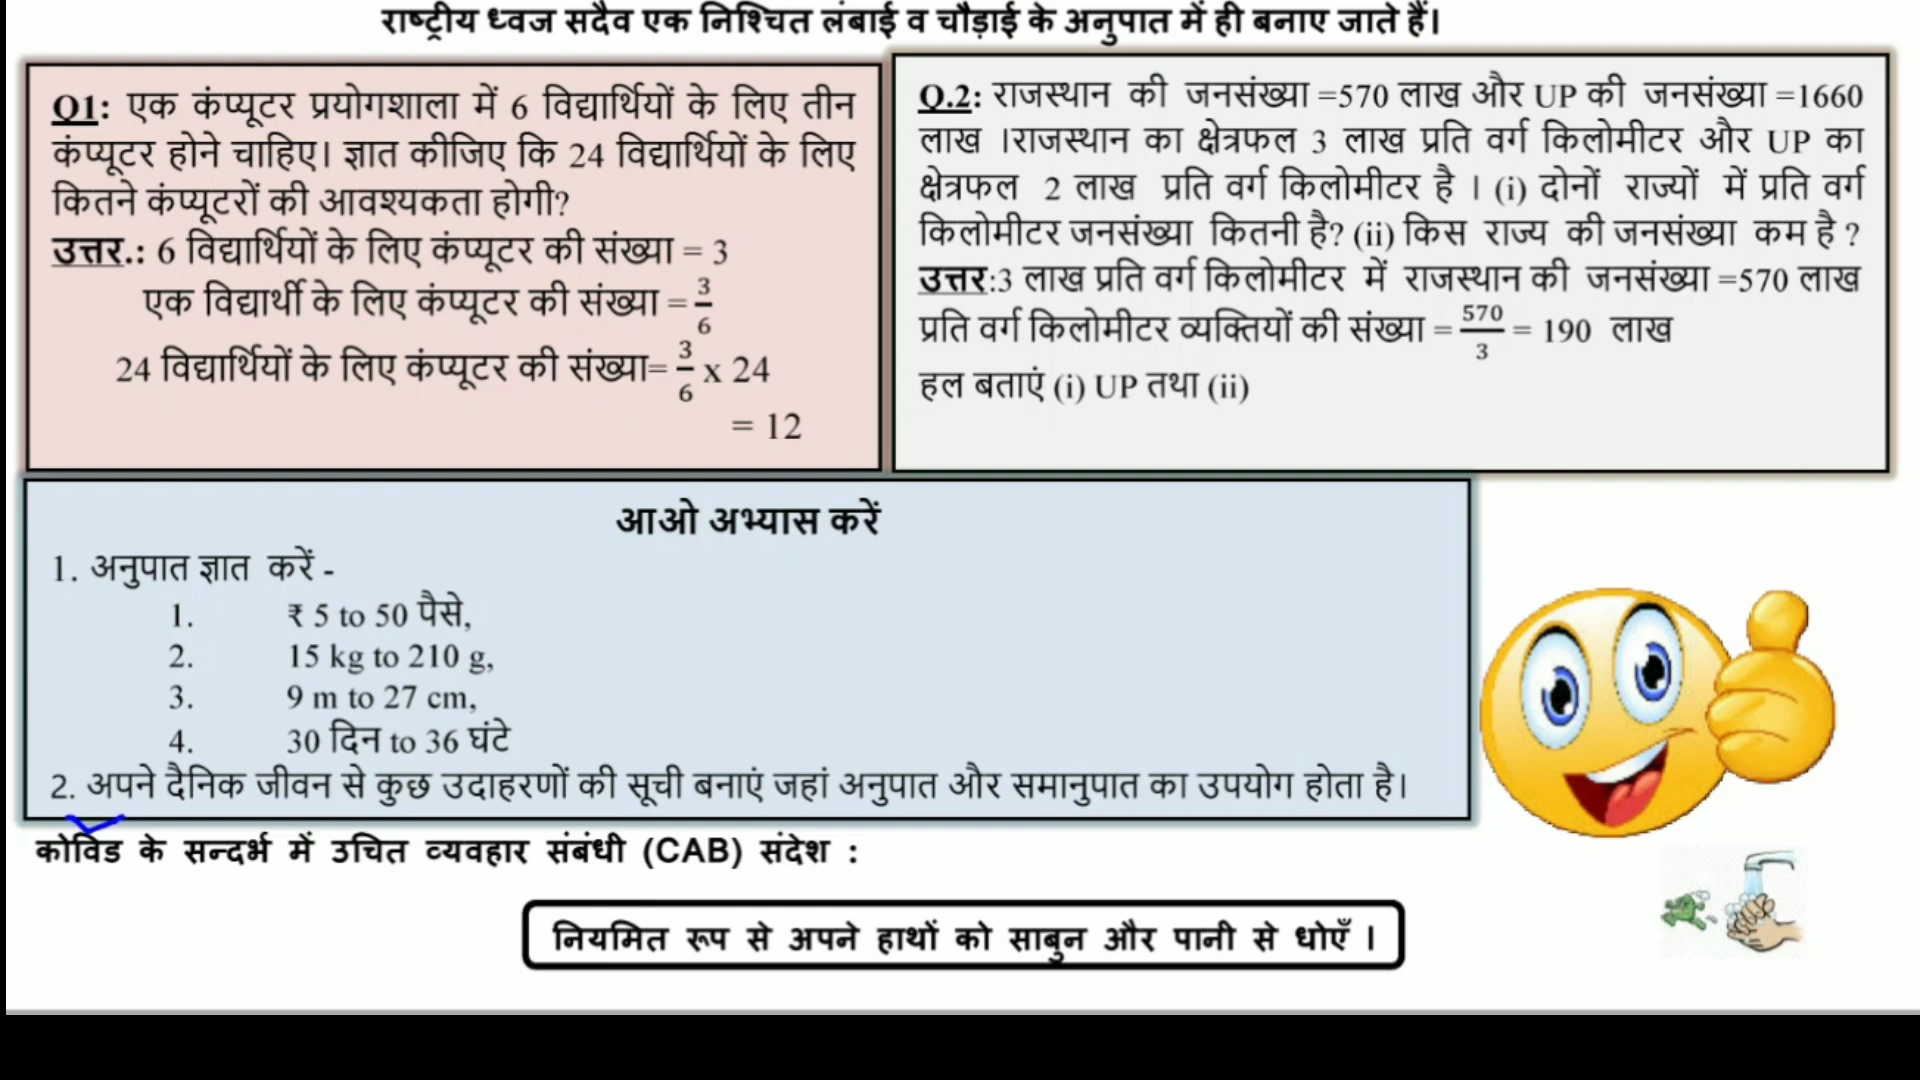 राष्ट्रीय ध्वज सदैव एक निश्चित लंबाई व चौड़ाई के अनुपात में ही बनाए जाते हैं।
Q1: एक कंप्यूटर प्रयोगशाला में 6 विद्यार्थियों के लिए तीन
कंप्यूटर होने चाहिए। ज्ञात कीजिए कि 24 विद्यार्थियों के लिए
कितने कंप्यूटरों की आवश्यकता होगी?
उत्तर.: 6 विद्यार्थियों के लिए कंप्यूटर की संख्या = 3
एक विद्यार्थी के लिए कंप्यूटर की संख्या = 3/6
24 विद्यार्थियों के लिए कंप्यूटर की संख्या= 3/6 x 24
= 12
Q.2: राजस्थान की जनसंख्या =570 लाख और UP की जनसंख्या =1660
लाख ।राजस्थान का क्षेत्रफल 3 लाख प्रति वर्ग किलोमीटर और UP का
क्षेत्रफल 2 लाख प्रति वर्ग किलोमीटर है । (i) दोनों राज्यों में प्रति वर्ग
किलोमीटर जनसंख्या कितनी है? (ii) किस राज्य की जनसंख्या कम है ?
उत्तर:3 लाख प्रति वर्ग किलोमीटर में राजस्थान की जनसंख्या =570 लाख
प्रति वर्ग किलोमीटर व्यक्तियों की संख्या = 570/3 = 190 लाख
हल बताएं (i) UP तथा (ii)
आओ अभ्यास करें
1. अनुपात ज्ञात करें -
1. ₹ 5 to 50 पैसे,
2. 15 kg to 210 g,
3. 9 m to 27 cm,
4. 30 दिन to 36 घंटे
2. अपने दैनिक जीवन से कुछ उदाहरणों की सूची बनाएं जहां अनुपात और समानुपात का उपयोग होता है।
कोविड के सन्दर्भ में उचित व्यवहार संबंधी (CAB) संदेश :
नियमित रूप से अपने हाथों को साबुन और पानी से धोएँ ।